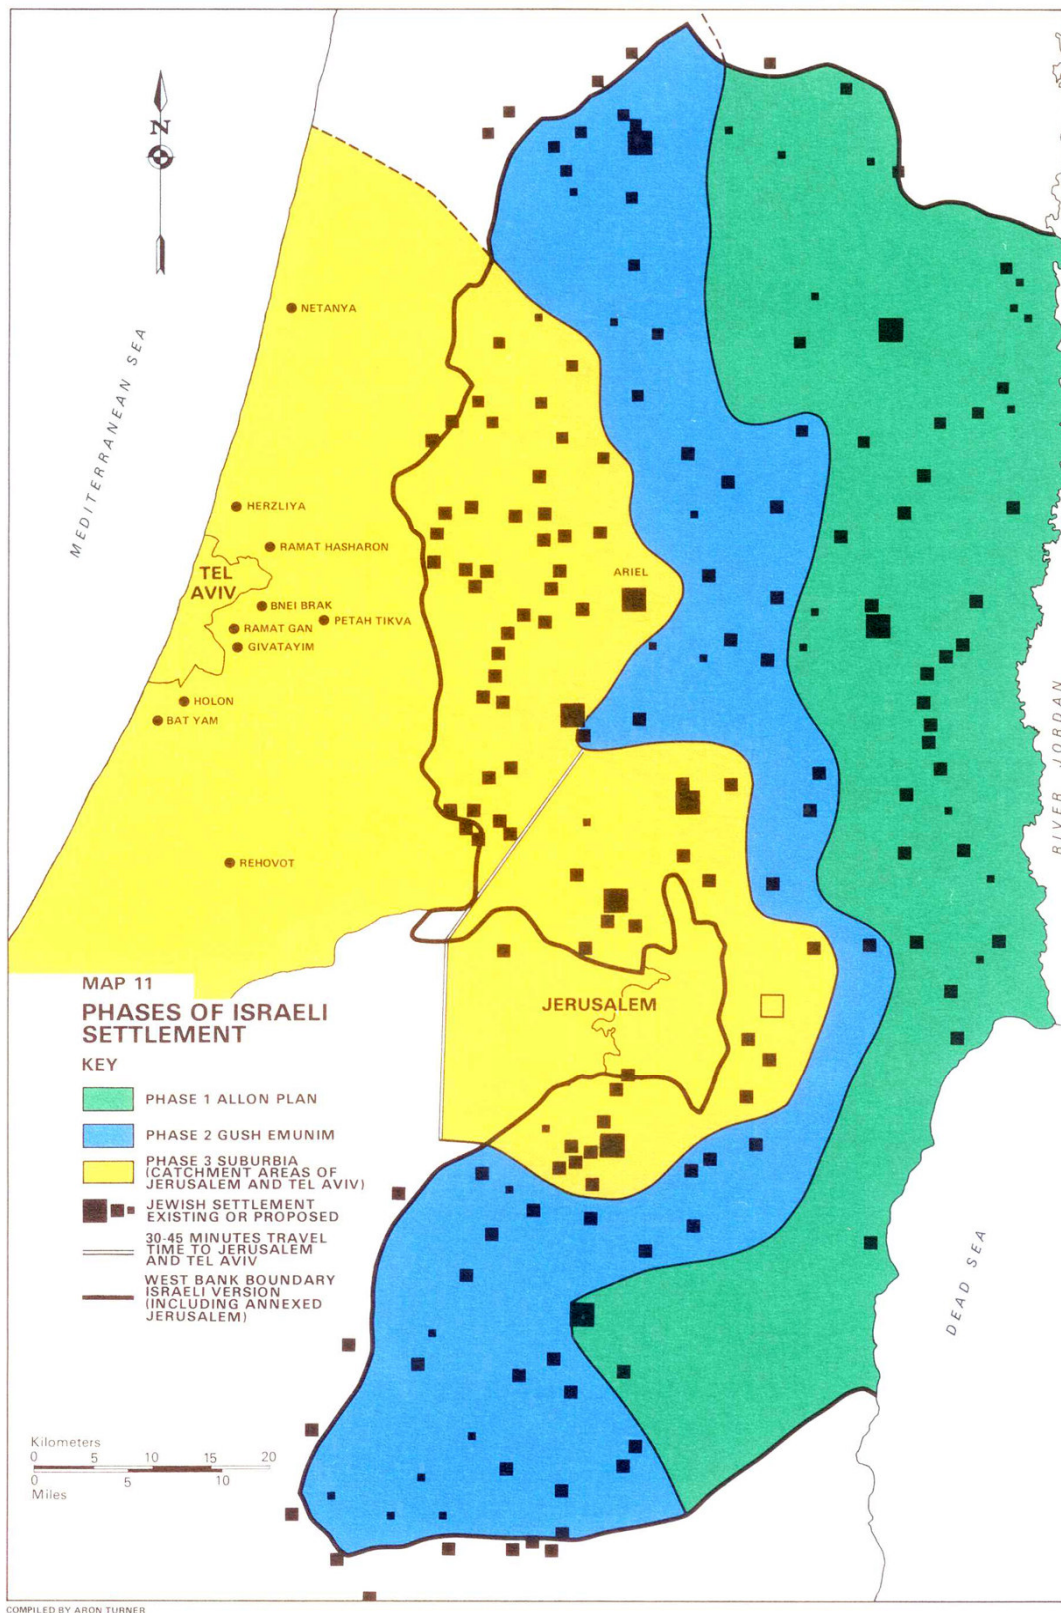 N
MEDITERRANEAN SEA
NETANYA
HERZLIYA
RAMAT HASHARON
TEL
AVIV
BNEI BRAK
PETAH TIKVA
RAMAT GAN
GIVATAYIM
HOLON
BAT YAM
ARIEL
REHOVOT
JERUSALEM
RIVER JORDAN
DEAD SEA
MAP 11
PHASES OF ISRAELI
SETTLEMENT
KEY
PHASE 1 ALLON PLAN
PHASE 2 GUSH EMUNIM
PHASE 3 SUBURBIA
(CATCHMENT AREAS OF
JERUSALEM AND TEL AVIV)
JEWISH SETTLEMENT
EXISTING OR PROPOSED
30-45 MINUTES TRAVEL
TIME TO JERUSALEM
AND TEL AVIV
WEST BANK BOUNDARY
ISRAELI VERSION
(INCLUDING ANNEXED
JERUSALEM)
Kilometers
0 5 10 15 20
0 5 10
Miles
COMPILED BY ARON TURNER